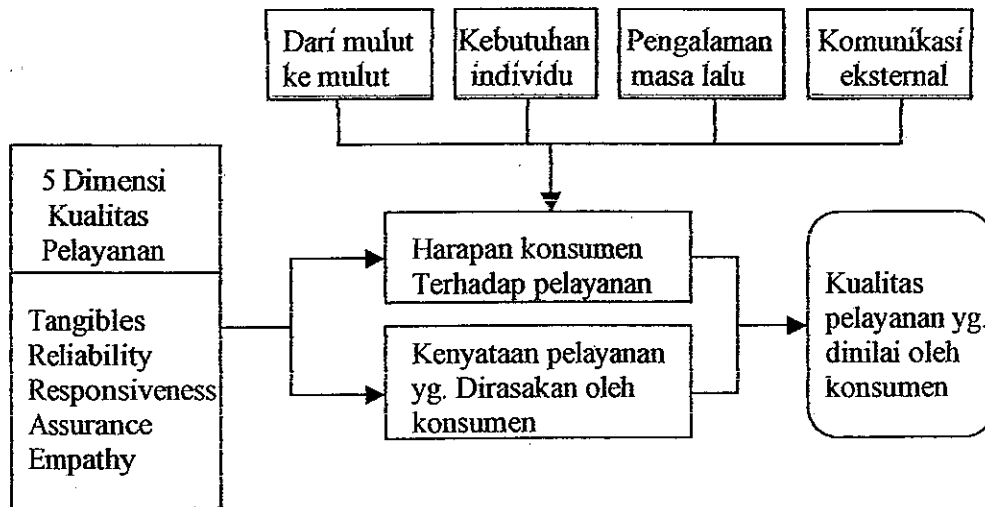 Dari mulut
ke mulut
Kebutuhan
individu
Pengalaman
masa lalu
Komunikasi
eksternal
5 Dimensi
Kualitas
Pelayanan
Tangibles
Reliability
Responsiveness
Assurance
Empathy
Harapan konsumen
Terhadap pelayanan
Kenyataan pelayanan
yg. Dirasakan oleh
konsumen
Kualitas
pelayanan yg.
dinilai oleh
konsumen